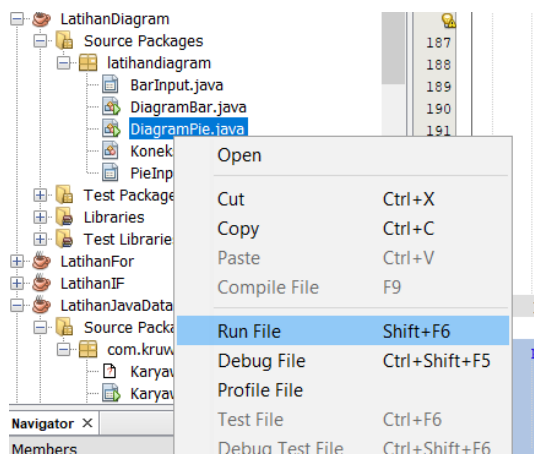 LatihanDiagram
Source Packages
187
latihandiagram
188
BarInput.java
189
DiagramBar.java
190
DiagramPie.java
191
Open
Cut Ctrl+X
Copy Ctrl+C
Paste Ctrl+V
Compile File F9
Run File Shift+F6
Debug File Ctrl+Shift+F5
Profile File
Test File Ctrl+F6
Debug Test File Ctrl+Shift+F6
Konek
PieInp
Test Package
Libraries
Test Librarie
LatihanFor
LatihanIF
LatihanJavaData
Source Packa
com.kruw
Karyaw
Karyaw
Navigator ×
Members